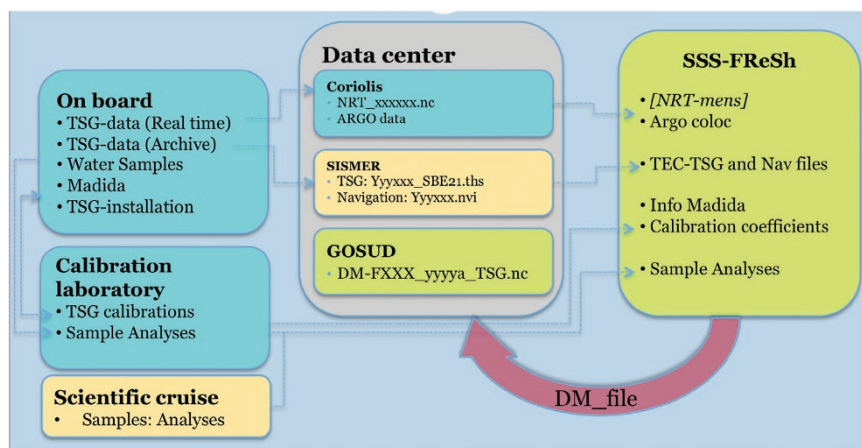 On board
• TSG-data (Real time)
• TSG-data (Archive)
• Water Samples
• Madida
• TSG-installation
Calibration
laboratory
• TSG calibrations
• Sample Analyses
Scientific cruise
• Samples: Analyses
Data center
Coriolis
• NRT_xxxxxx.nc
• ARGO data
SISMER
• TSG: Yyyxxx_SBE21.ths
• Navigation: Yyyxxx.nvi
GOSUD
• DM-FXXX_yyyya_TSG.nc
SSS-FReSh
• [NRT-mens]
• Argo coloc
• TEC-TSG and Nav files
• Info Madida
• Calibration coefficients
• Sample Analyses
DM_file